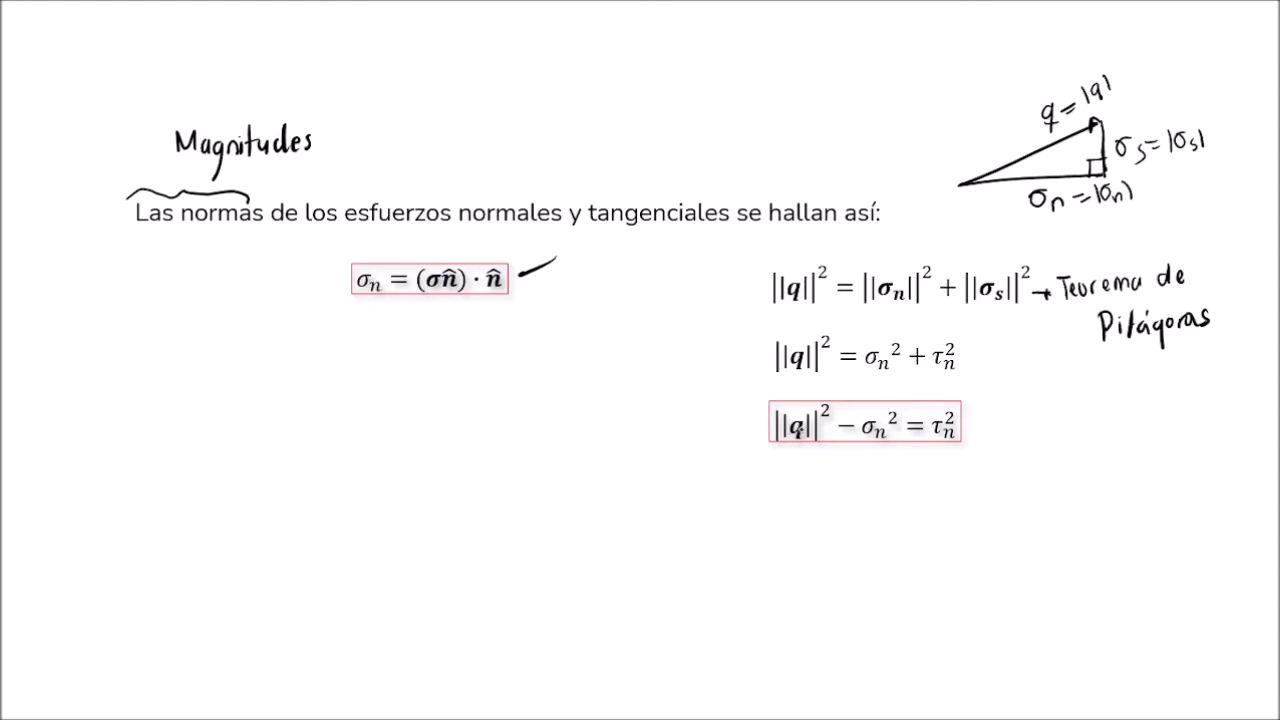 Magnitudes
q = |q|
σs = |σs|
σn = |σn|
Las normas de los esfuerzos normales y tangenciales se hallan así:
σₙ = (σn̂) · n̂
||q||² = ||σₙ||² + ||σₛ||² → Teorema de
Pitágoras
||q||² = σₙ² + τₙ²
||q||² − σₙ² = τₙ²